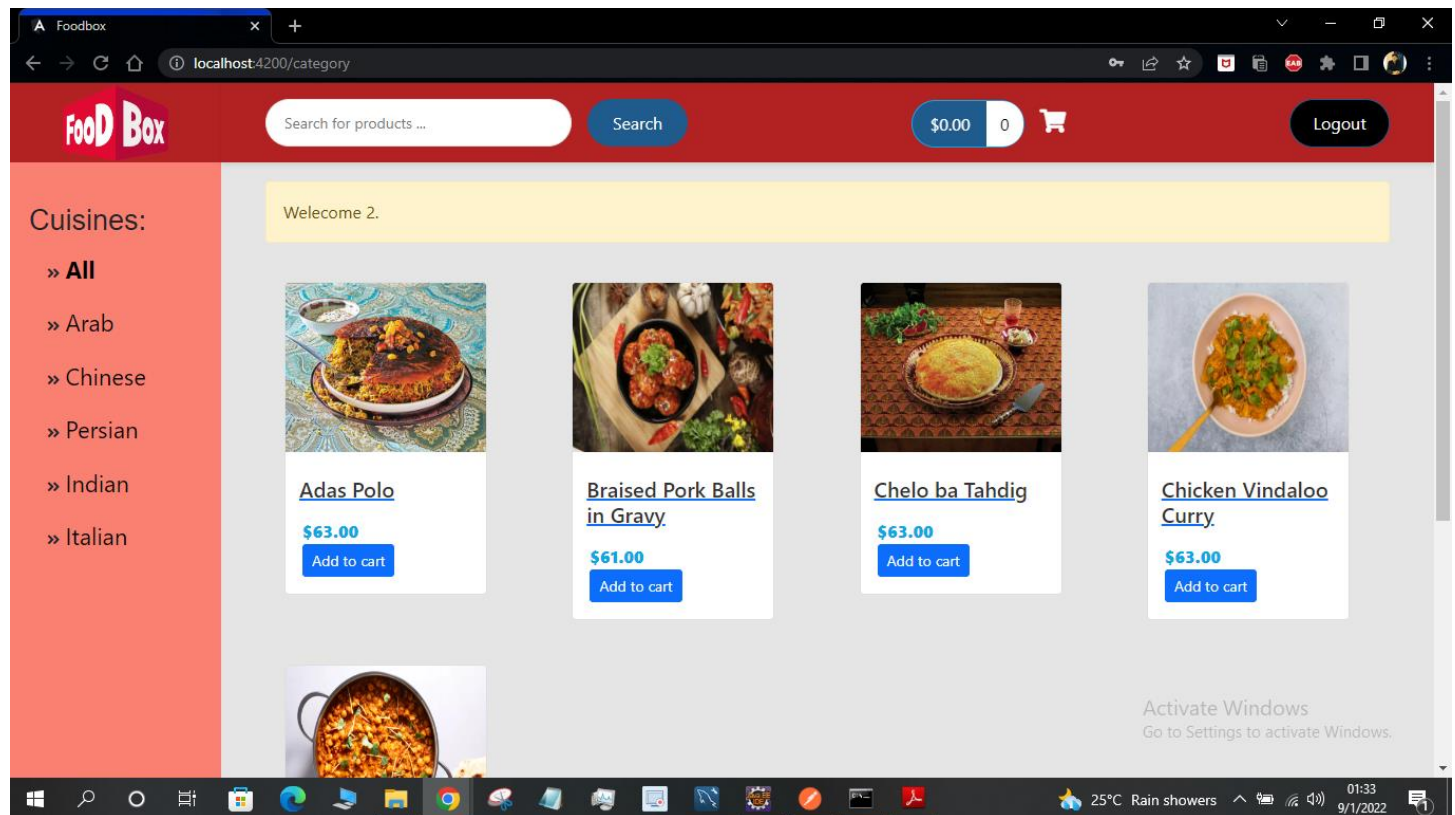 Foodbox
localhost:4200/category
FooD Box
Search for products ...
Search
$0.00 0
Logout
Cuisines:
» All
» Arab
» Chinese
» Persian
» Indian
» Italian
Welecome 2.
Adas Polo
$63.00
Add to cart
Braised Pork Balls
in Gravy
$61.00
Add to cart
Chelo ba Tahdig
$63.00
Add to cart
Chicken Vindaloo
Curry
$63.00
Add to cart
Activate Windows
Go to Settings to activate Windows.
25°C Rain showers
01:33
9/1/2022